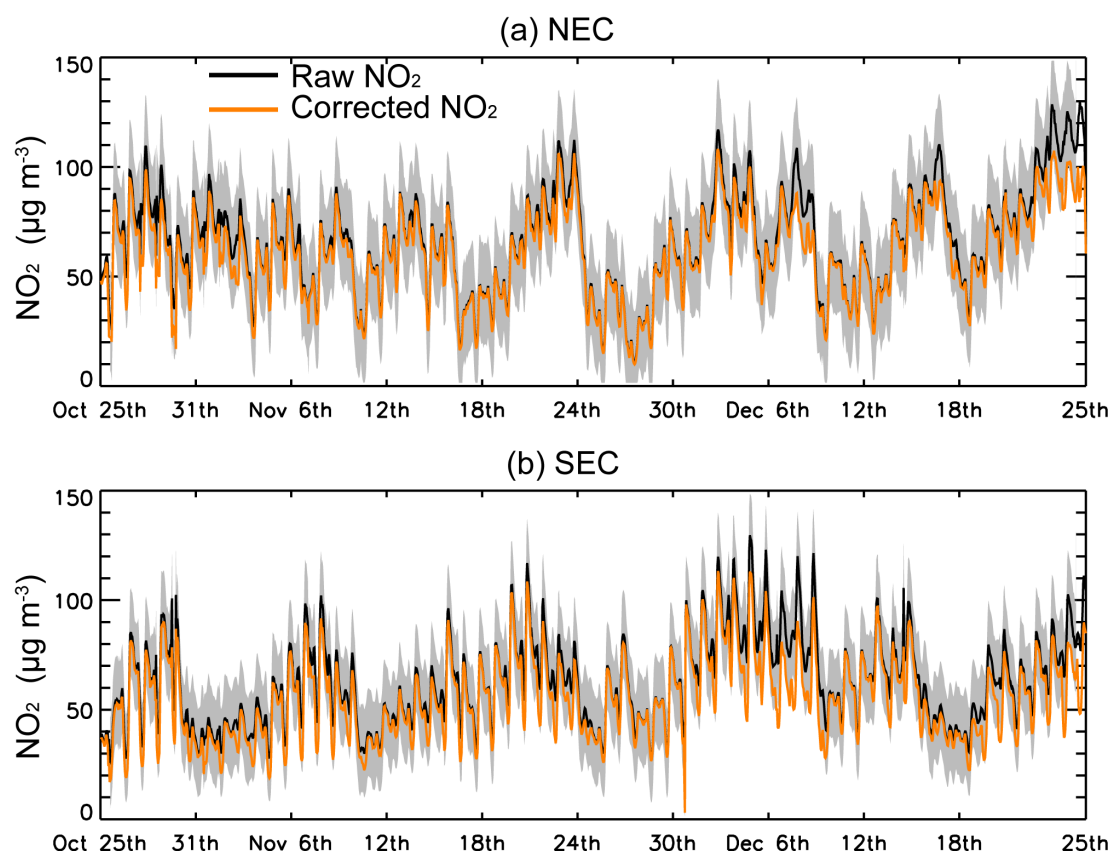 (a) NEC
150
100
50
0
NO₂ (µg m⁻³)
Raw NO₂
Corrected NO₂
Oct 25th 31th Nov 6th 12th 18th 24th 30th Dec 6th 12th 18th 25th
(b) SEC
150
100
50
0
NO₂ (µg m⁻³)
Oct 25th 31th Nov 6th 12th 18th 24th 30th Dec 6th 12th 18th 25th